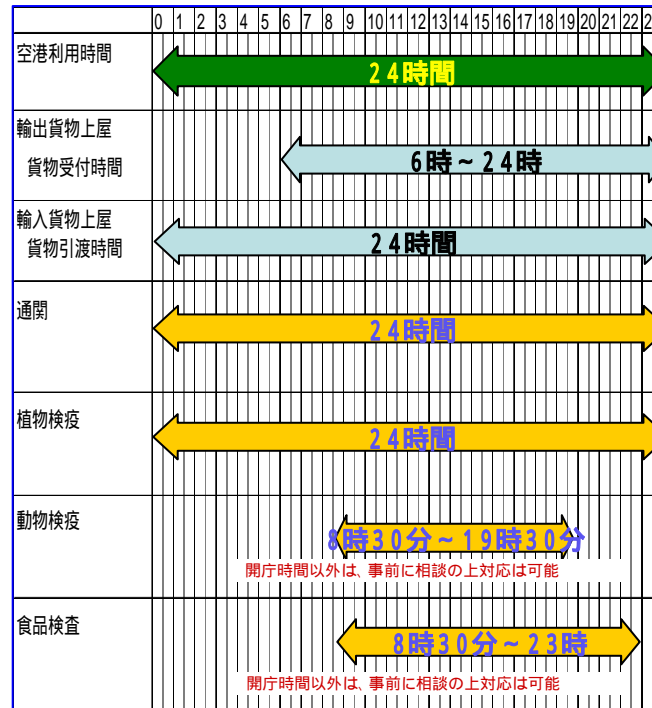 0 1 2 3 4 5 6 7 8 9 10 11 12 13 14 15 16 17 18 19 20 21 22 2
空港利用時間
24時間
輸出貨物上屋
貨物受付時間
6時~24時
輸入貨物上屋
貨物引渡時間
24時間
通関
24時間
植物検疫
24時間
動物検疫
8時30分~19時30分
開庁時間以外は、事前に相談の上対応は可能
食品検査
8時30分~23時
開庁時間以外は、事前に相談の上対応は可能